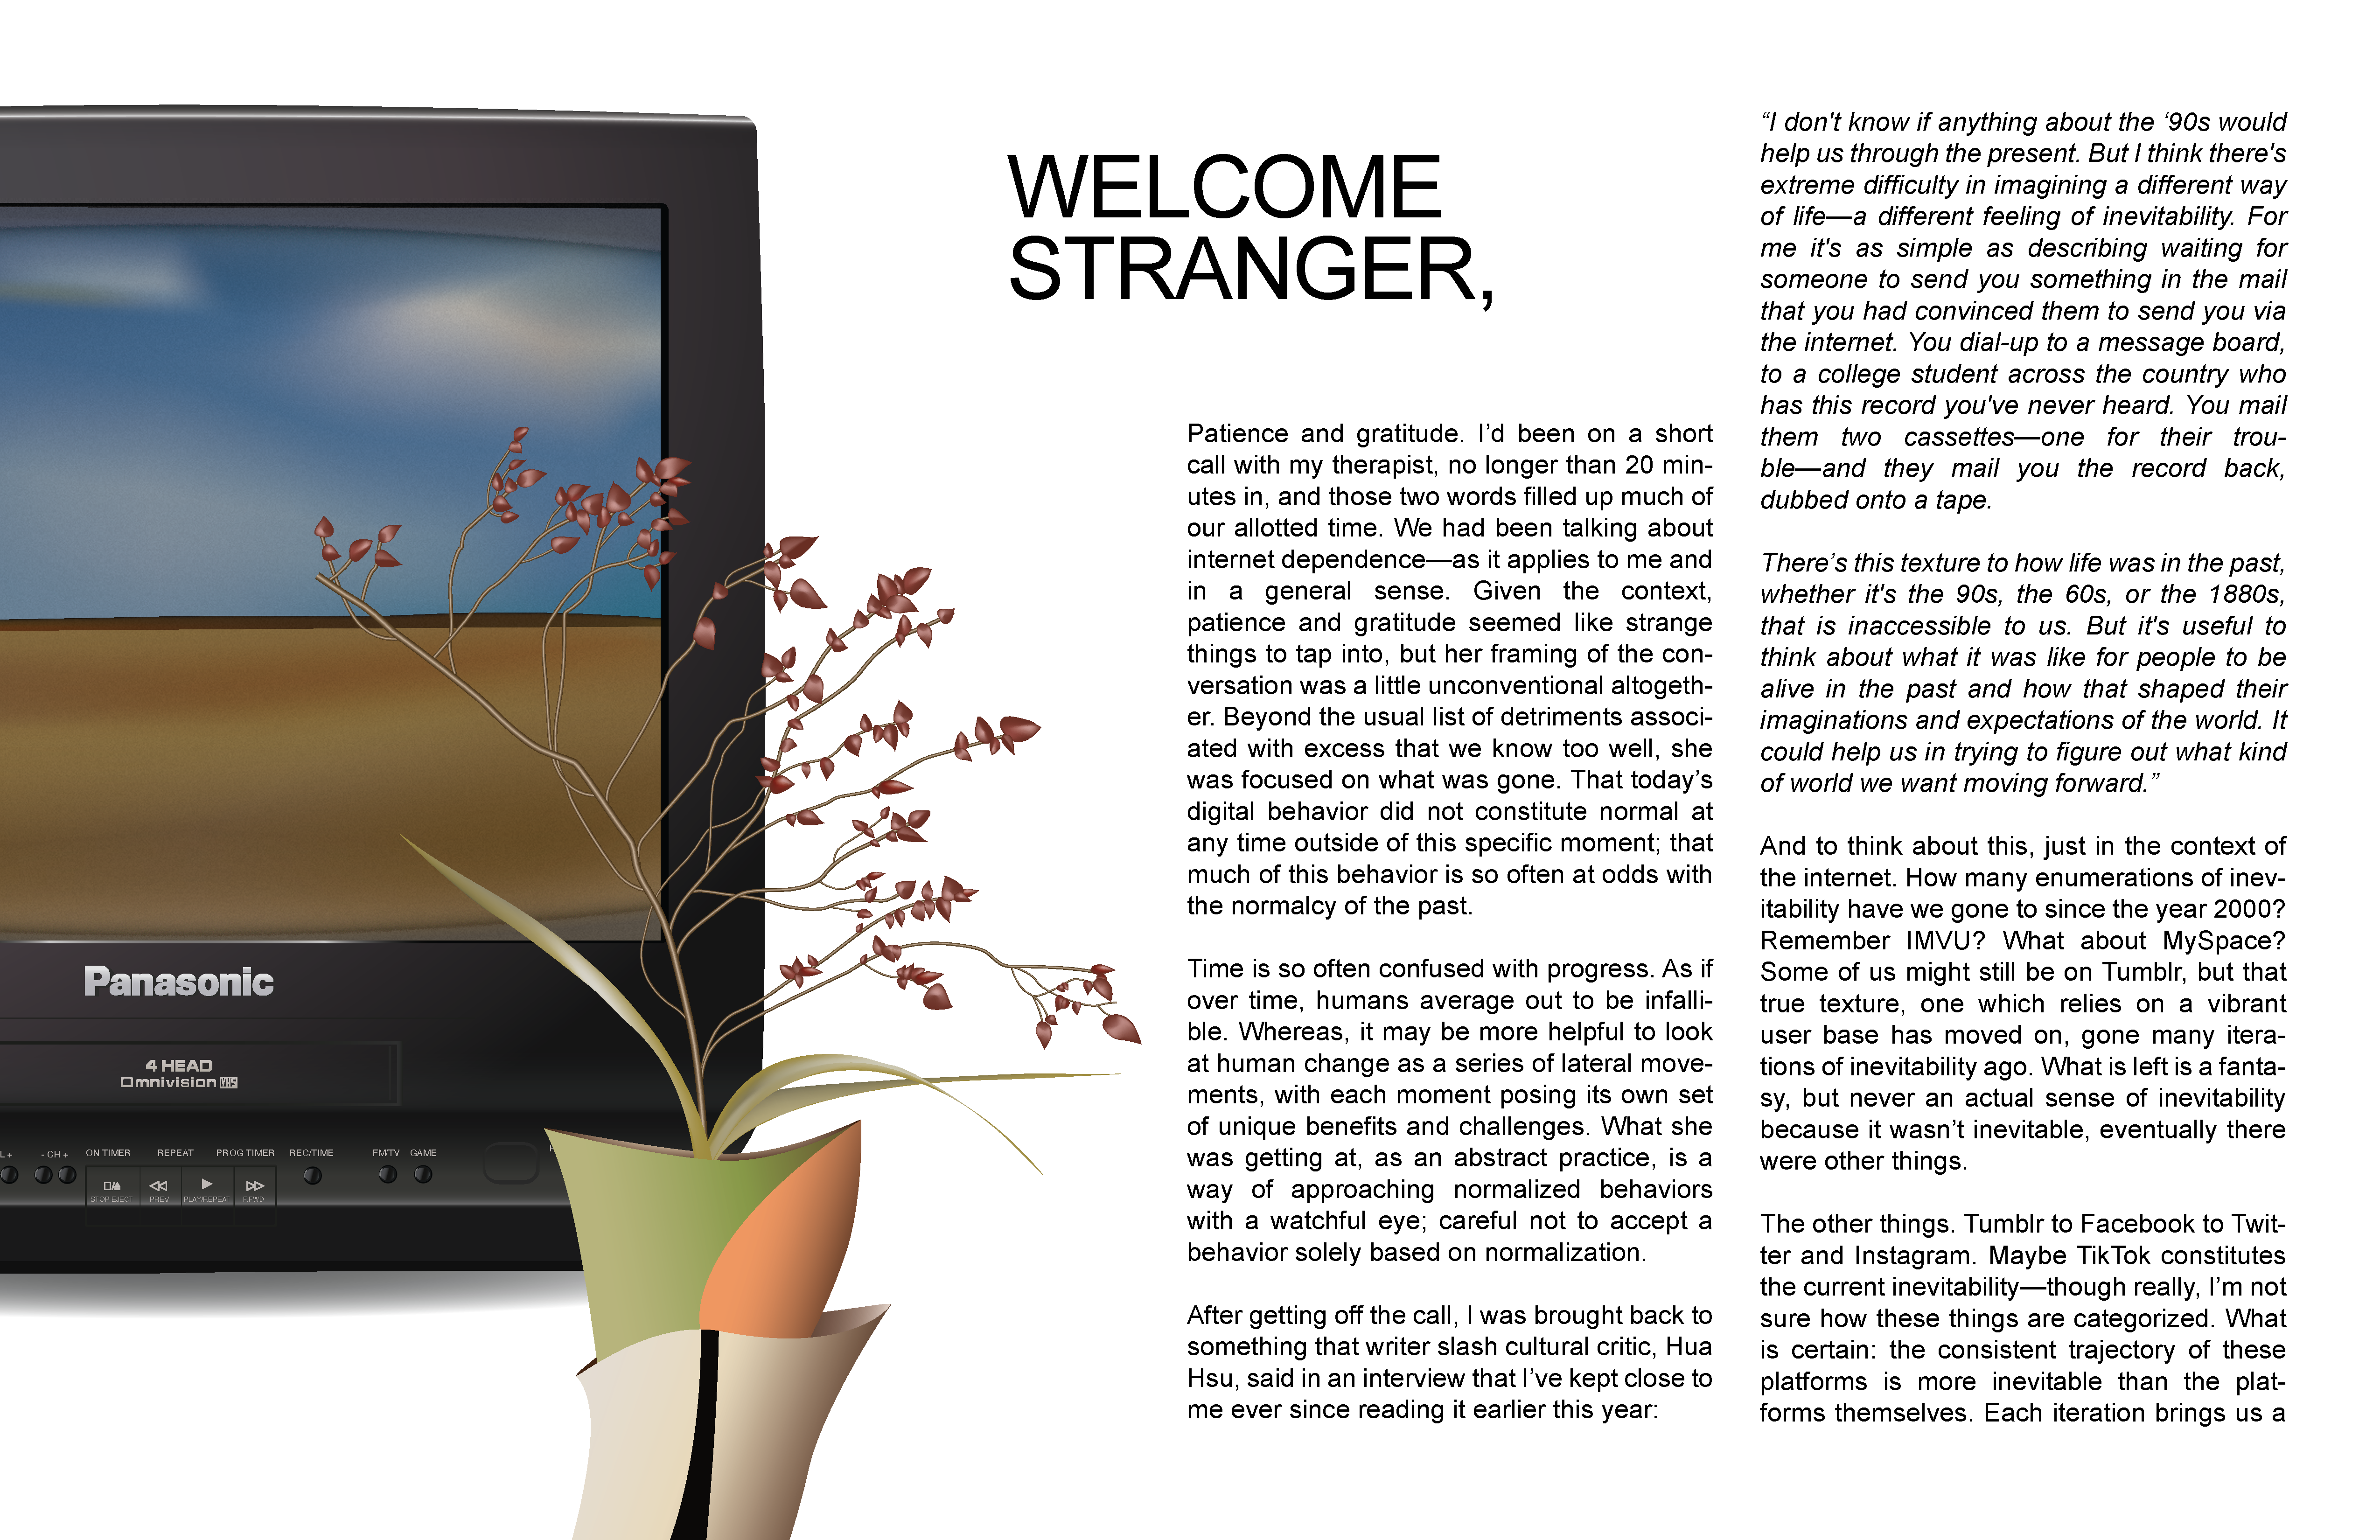 WELCOME
STRANGER,
Patience and gratitude. I’d been on a short
call with my therapist, no longer than 20 min-
utes in, and those two words filled up much of
our allotted time. We had been talking about
internet dependence—as it applies to me and
in a general sense. Given the context,
patience and gratitude seemed like strange
things to tap into, but her framing of the con-
versation was a little unconventional altogeth-
er. Beyond the usual list of detriments associ-
ated with excess that we know too well, she
was focused on what was gone. That today’s
digital behavior did not constitute normal at
any time outside of this specific moment; that
much of this behavior is so often at odds with
the normalcy of the past.
Time is so often confused with progress. As if
over time, humans average out to be infalli-
ble. Whereas, it may be more helpful to look
at human change as a series of lateral move-
ments, with each moment posing its own set
of unique benefits and challenges. What she
was getting at, as an abstract practice, is a
way of approaching normalized behaviors
with a watchful eye; careful not to accept a
behavior solely based on normalization.
After getting off the call, I was brought back to
something that writer slash cultural critic, Hua
Hsu, said in an interview that I’ve kept close to
me ever since reading it earlier this year:
“I don't know if anything about the ‘90s would
help us through the present. But I think there's
extreme difficulty in imagining a different way
of life—a different feeling of inevitability. For
me it's as simple as describing waiting for
someone to send you something in the mail
that you had convinced them to send you via
the internet. You dial-up to a message board,
to a college student across the country who
has this record you've never heard. You mail
them two cassettes—one for their trou-
ble—and they mail you the record back,
dubbed onto a tape.
There’s this texture to how life was in the past,
whether it's the 90s, the 60s, or the 1880s,
that is inaccessible to us. But it's useful to
think about what it was like for people to be
alive in the past and how that shaped their
imaginations and expectations of the world. It
could help us in trying to figure out what kind
of world we want moving forward.”
And to think about this, just in the context of
the internet. How many enumerations of inev-
itability have we gone to since the year 2000?
Remember IMVU? What about MySpace?
Some of us might still be on Tumblr, but that
true texture, one which relies on a vibrant
user base has moved on, gone many itera-
tions of inevitability ago. What is left is a fanta-
sy, but never an actual sense of inevitability
because it wasn’t inevitable, eventually there
were other things.
The other things. Tumblr to Facebook to Twit-
ter and Instagram. Maybe TikTok constitutes
the current inevitability—though really, I’m not
sure how these things are categorized. What
is certain: the consistent trajectory of these
platforms is more inevitable than the plat-
forms themselves. Each iteration brings us a
Panasonic
4 HEAD
Omnivision VHS
L + - CH + ON TIMER REPEAT PROG TIMER REC/TIME FM/TV GAME H
STOP EJECT PREV PLAY/REPEAT F.FWD